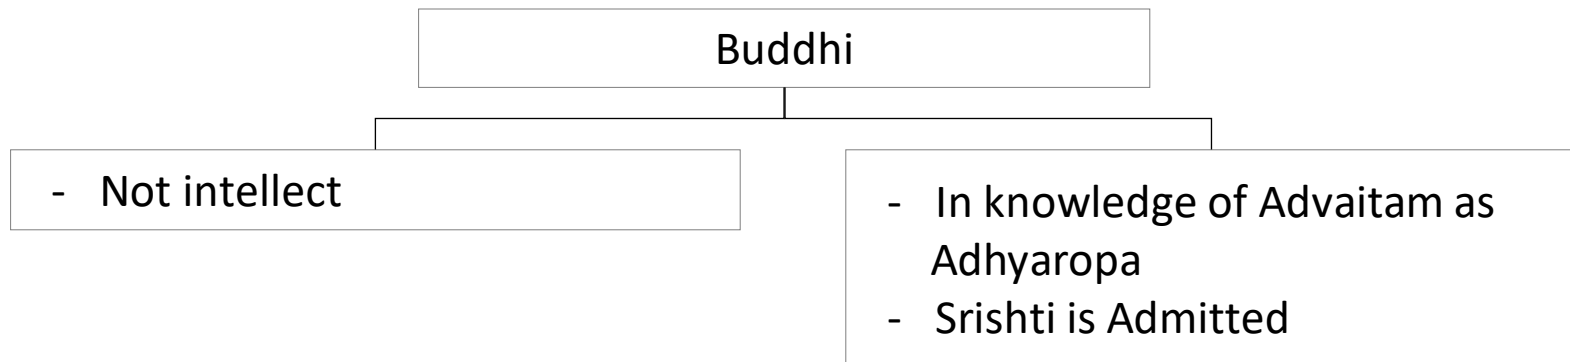 Buddhi
- Not intellect
- In knowledge of Advaitam as
Adhyaropa
- Srishti is Admitted